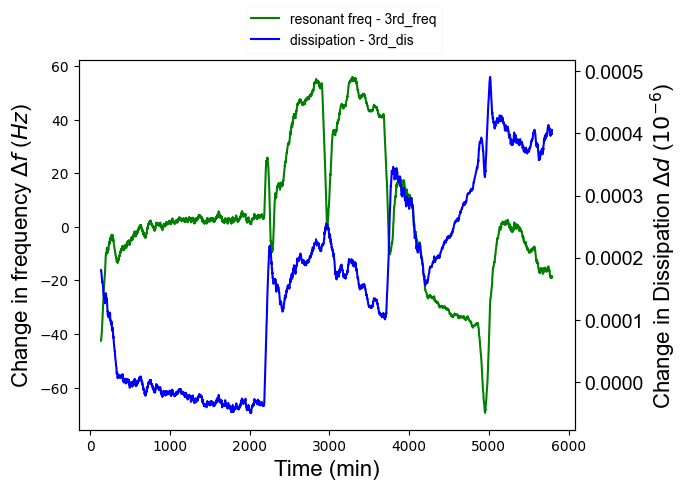 resonant freq - 3rd_freq
dissipation - 3rd_dis
Change in frequency Δf (Hz)
60
40
20
0
−20
−40
−60
0.0005
0.0004
0.0003
0.0002
0.0001
0.0000
Change in Dissipation Δd (10⁻⁶)
0 1000 2000 3000 4000 5000 6000
Time (min)